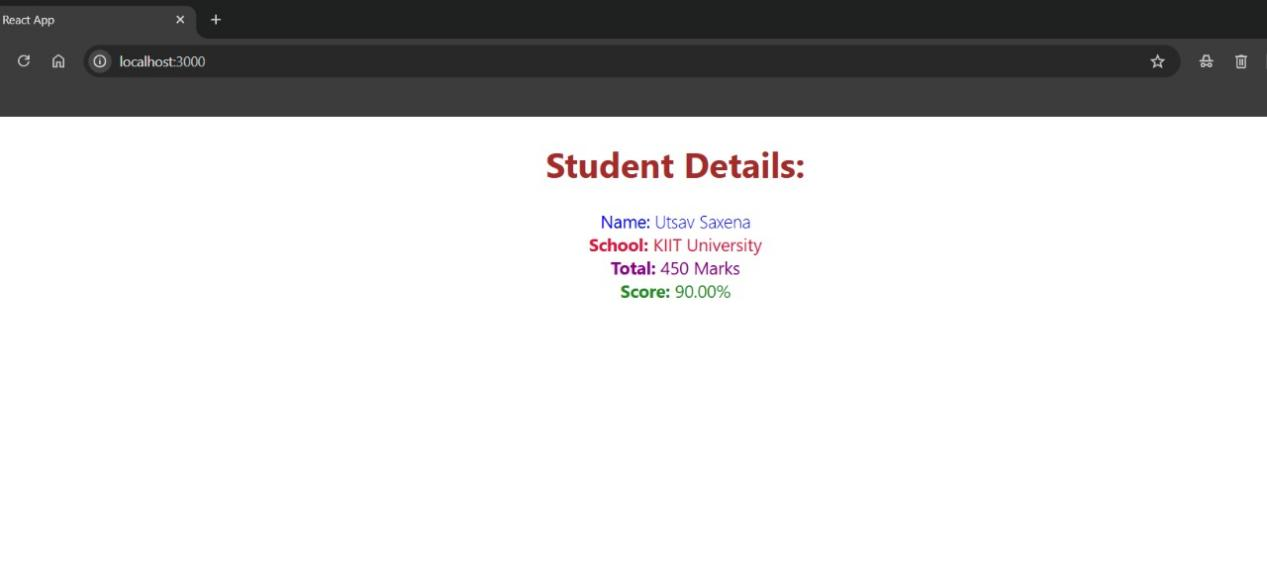 React App
localhost:3000
Student Details:
Name: Utsav Saxena
School: KIIT University
Total: 450 Marks
Score: 90.00%